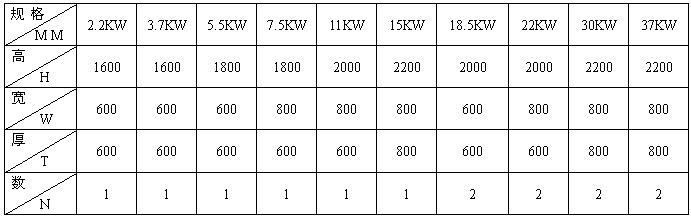 规 格 MM 2.2KW 3.7KW 5.5KW 7.5KW 11KW 15KW 18.5KW 22KW 30KW 37KW
高 H 1600 1600 1800 1800 2000 2200 2000 2000 2200 2200
宽 W 600 600 600 800 800 800 600 800 800 800
厚 T 600 600 600 600 600 800 600 600 800 800
数 N 1 1 1 1 1 1 2 2 2 2